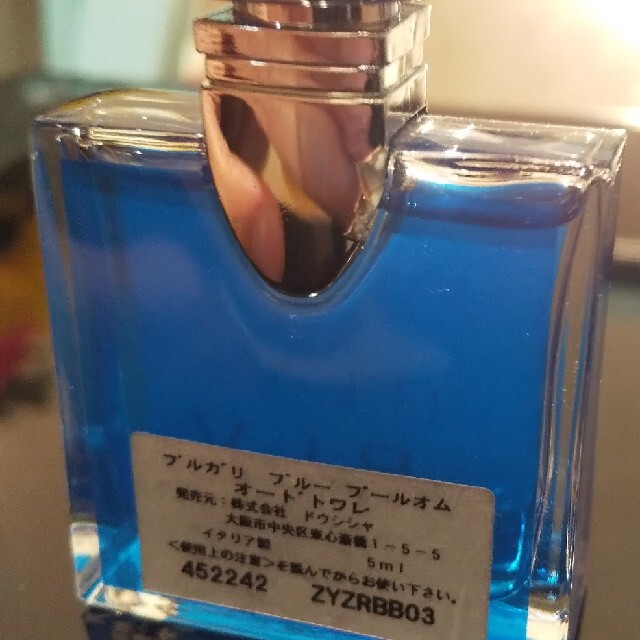 ブルガリ ブルー プールオム
オードトワレ
発売元:株式会社 ドウシシャ
大阪市中央区東心斎橋1-5-5
イタリア製 5ml
<使用上の注意>を読んでからお使い下さい。
452242 ZYZRBB03